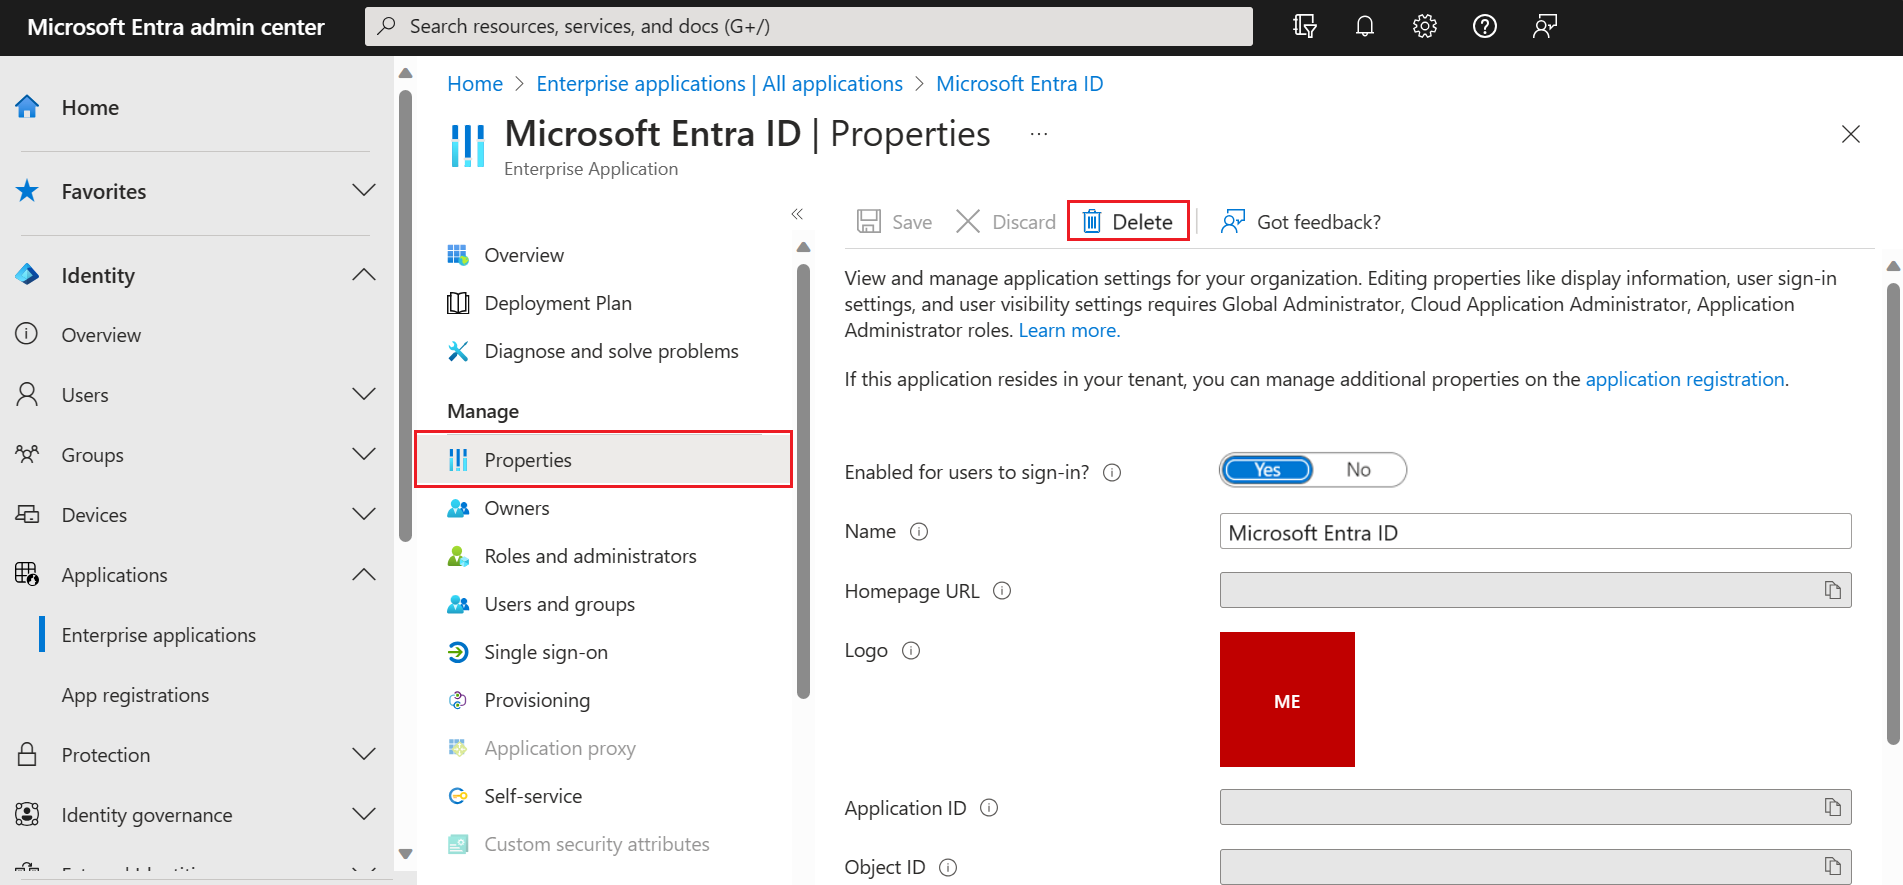 Microsoft Entra admin center
Search resources, services, and docs (G+/)
Home
Favorites
Identity
Overview
Users
Groups
Devices
Applications
Enterprise applications
App registrations
Protection
Identity governance
Home > Enterprise applications | All applications > Microsoft Entra ID
Microsoft Entra ID | Properties ...
Enterprise Application
Overview
Deployment Plan
Diagnose and solve problems
Manage
Properties
Owners
Roles and administrators
Users and groups
Single sign-on
Provisioning
Application proxy
Self-service
Custom security attributes
Save Discard Delete Got feedback?
View and manage application settings for your organization. Editing properties like display information, user sign-in
settings, and user visibility settings requires Global Administrator, Cloud Application Administrator, Application
Administrator roles. Learn more.
If this application resides in your tenant, you can manage additional properties on the application registration.
Enabled for users to sign-in? Yes No
Name Microsoft Entra ID
Homepage URL
Logo
ME
Application ID
Object ID